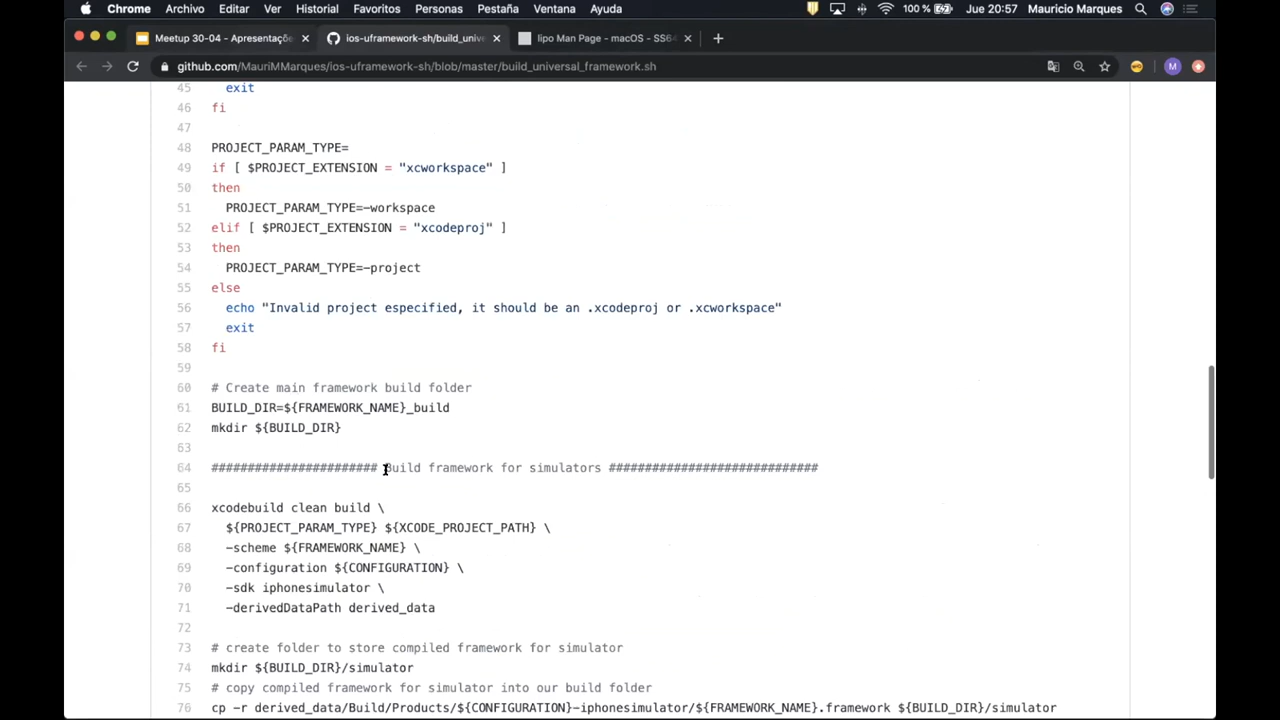 Chrome Archivo Editar Ver Historial Favoritos Personas Pestaña Ventana Ayuda 100 % Jue 20:57 Mauricio Marques
Meetup 30-04 - Apresentaçõe ios-uframework-sh/build_unive lipo Man Page - macOS - SS64
github.com/MauriMMarques/ios-uframework-sh/blob/master/build_universal_framework.sh M
45 exit
46 fi
47
48 PROJECT_PARAM_TYPE=
49 if [ $PROJECT_EXTENSION = "xcworkspace" ]
50 then
51 PROJECT_PARAM_TYPE=-workspace
52 elif [ $PROJECT_EXTENSION = "xcodeproj" ]
53 then
54 PROJECT_PARAM_TYPE=-project
55 else
56 echo "Invalid project especified, it should be an .xcodeproj or .xcworkspace"
57 exit
58 fi
59
60 # Create main framework build folder
61 BUILD_DIR=${FRAMEWORK_NAME}_build
62 mkdir ${BUILD_DIR}
63
64 ####################### Build framework for simulators #############################
65
66 xcodebuild clean build \
67 ${PROJECT_PARAM_TYPE} ${XCODE_PROJECT_PATH} \
68 -scheme ${FRAMEWORK_NAME} \
69 -configuration ${CONFIGURATION} \
70 -sdk iphonesimulator \
71 -derivedDataPath derived_data
72
73 # create folder to store compiled framework for simulator
74 mkdir ${BUILD_DIR}/simulator
75 # copy compiled framework for simulator into our build folder
76 cp -r derived_data/Build/Products/${CONFIGURATION}-iphonesimulator/${FRAMEWORK_NAME}.framework ${BUILD_DIR}/simulator